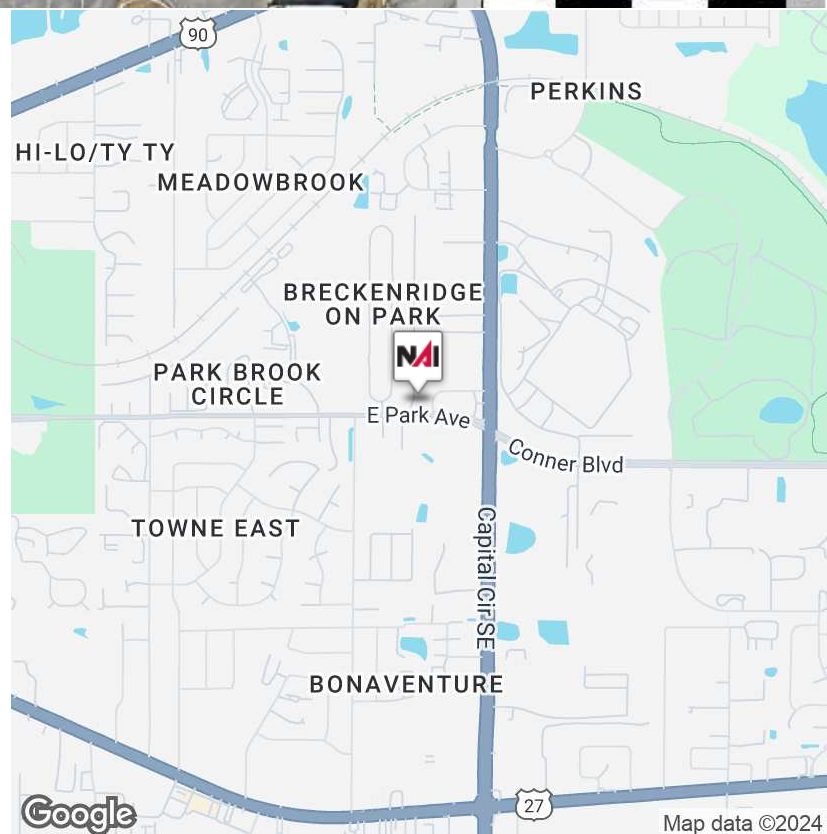 90
PERKINS
HI-LO/TY TY
MEADOWBROOK
BRECKENRIDGE
ON PARK
NAI
PARK BROOK
CIRCLE
E Park Ave
Conner Blvd
TOWNE EAST
Capital Cir SE
BONAVENTURE
27
Google
Map data ©2024